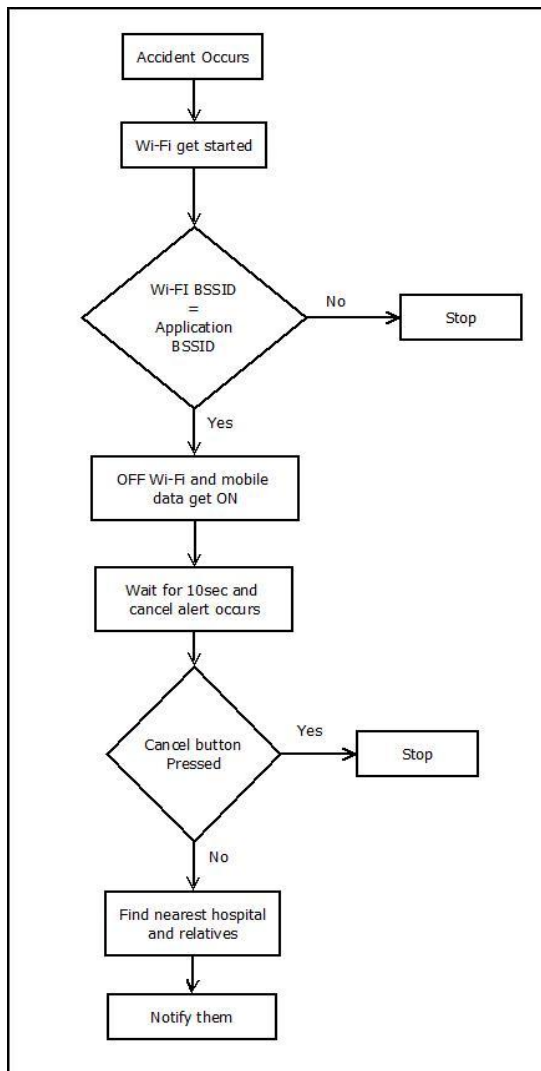 Accident Occurs
Wi-Fi get started
Wi-FI BSSID
=
Application
BSSID
No
Stop
Yes
OFF Wi-Fi and mobile
data get ON
Wait for 10sec and
cancel alert occurs
Cancel button
Pressed
Yes
Stop
No
Find nearest hospital
and relatives
Notify them